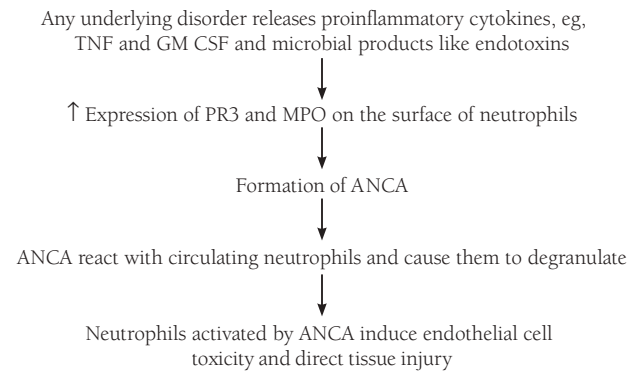 Any underlying disorder releases proinflammatory cytokines, eg,
TNF and GM CSF and microbial products like endotoxins
↑ Expression of PR3 and MPO on the surface of neutrophils
Formation of ANCA
ANCA react with circulating neutrophils and cause them to degranulate
Neutrophils activated by ANCA induce endothelial cell
toxicity and direct tissue injury